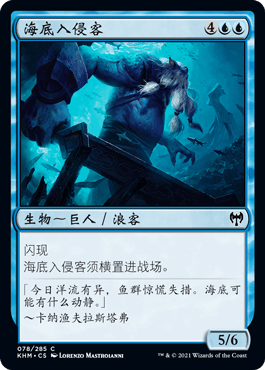 海底入侵客 4
生物～巨人／浪客
闪现
海底入侵客须横置进战场。
「今日洋流有异，鱼群惊慌失措。海底可
能有什么动静。」
～卡纳渔夫拉斯塔弗
5/6
078/285 C
KHM • CS Lorenzo Mastroianni
™ & © 2021 Wizards of the Coast